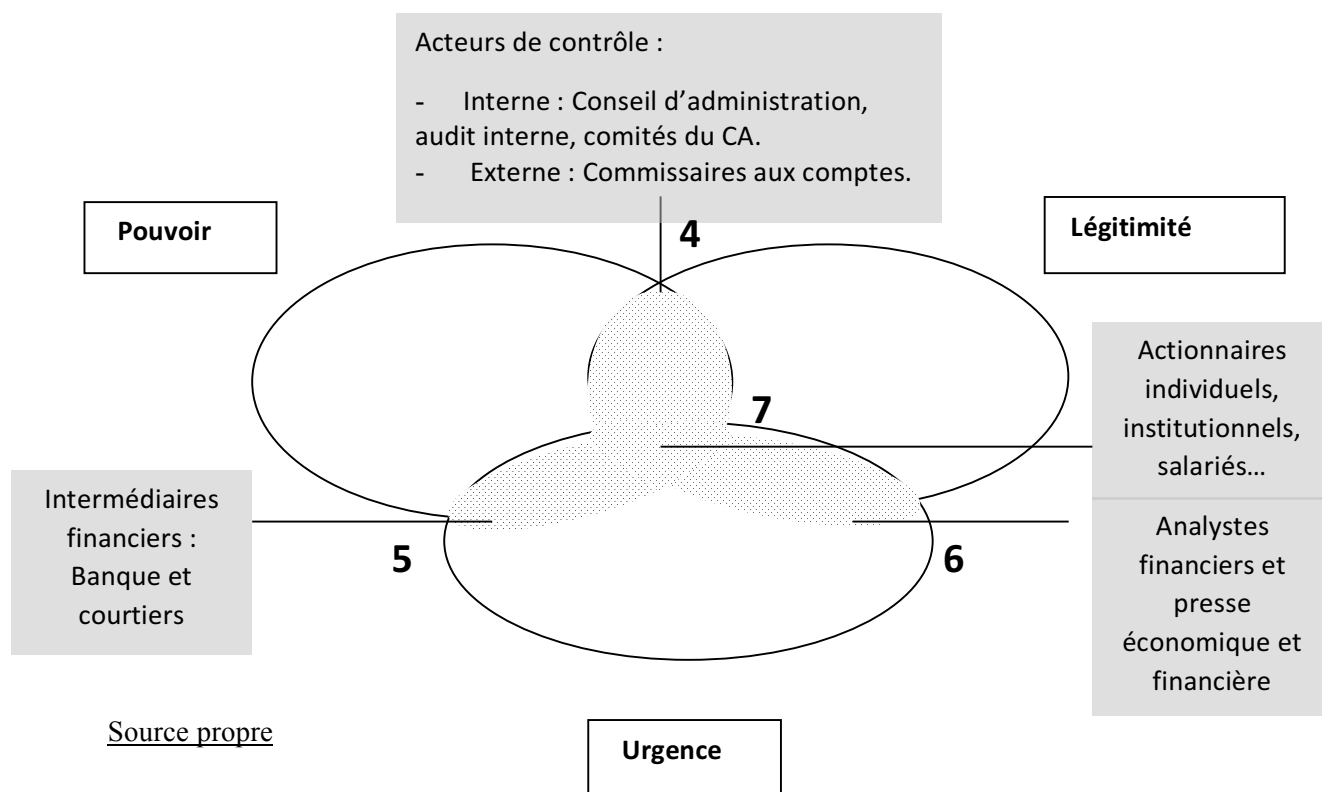 Acteurs de contrôle :
- Interne : Conseil d'administration,
audit interne, comités du CA.
- Externe : Commissaires aux comptes.
Pouvoir
4
Légitimité
7
Actionnaires
individuels,
institutionnels,
salariés…
Intermédiaires
financiers :
Banque et
courtiers
5
6
Analystes
financiers et
presse
économique et
financière
Source propre
Urgence